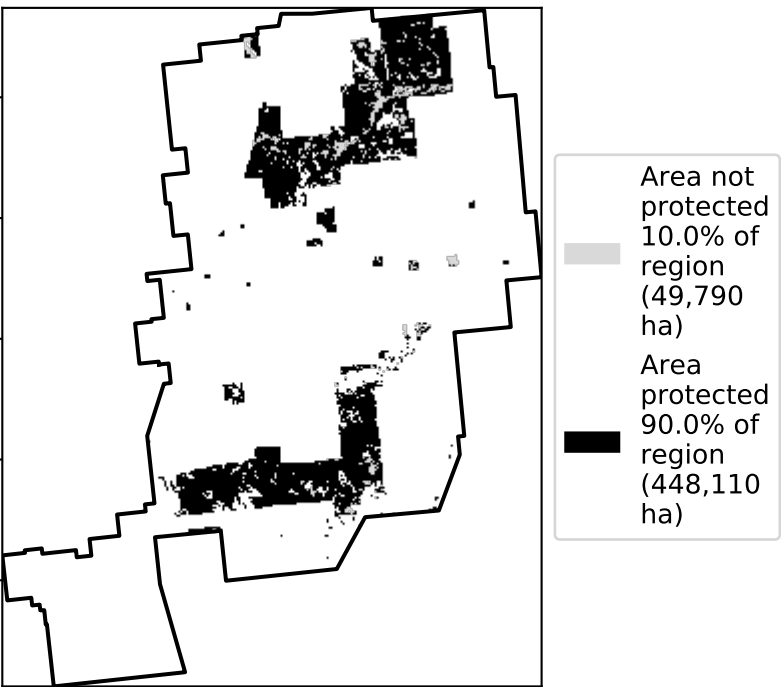 Area not
protected
10.0% of
region
(49,790
ha)
Area
protected
90.0% of
region
(448,110
ha)